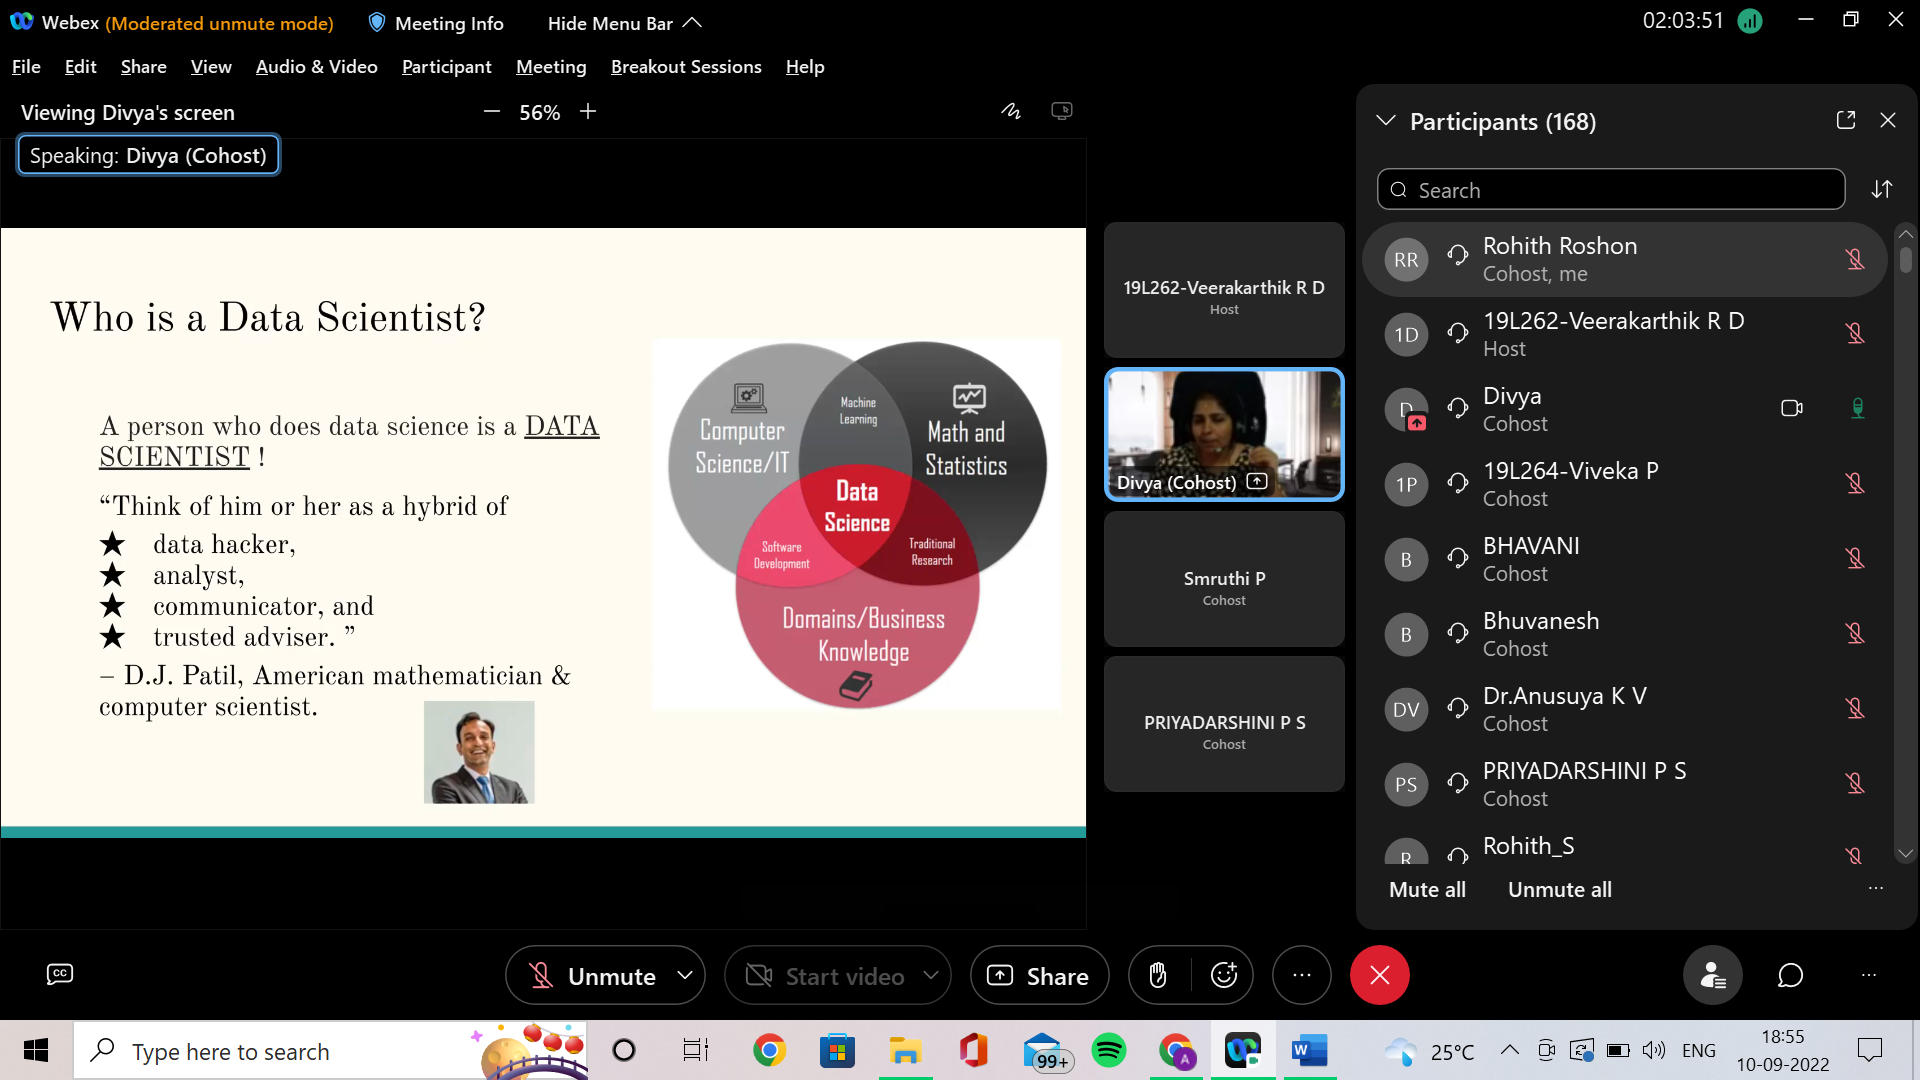 Webex (Moderated unmute mode) Meeting Info Hide Menu Bar 02:03:51
File Edit Share View Audio & Video Participant Meeting Breakout Sessions Help
Viewing Divya's screen 56%
Speaking: Divya (Cohost)
Who is a Data Scientist?
A person who does data science is a DATA
SCIENTIST !
“Think of him or her as a hybrid of
★ data hacker,
★ analyst,
★ communicator, and
★ trusted adviser. ”
– D.J. Patil, American mathematician &
computer scientist.
Computer
Science/IT
Machine
Learning
Math and
Statistics
Data
Science
Software
Development
Traditional
Research
Domains/Business
Knowledge
19L262-Veerakarthik R D
Host
Divya (Cohost)
Smruthi P
Cohost
PRIYADARSHINI P S
Cohost
Participants (168)
Search
RR Rohith Roshon
Cohost, me
1D 19L262-Veerakarthik R D
Host
D Divya
Cohost
1P 19L264-Viveka P
Cohost
B BHAVANI
Cohost
B Bhuvanesh
Cohost
DV Dr.Anusuya K V
Cohost
PS PRIYADARSHINI P S
Cohost
R Rohith_S
Mute all Unmute all
CC Unmute Start video Share
Type here to search
99+
A
W
25°C ENG
18:55
10-09-2022